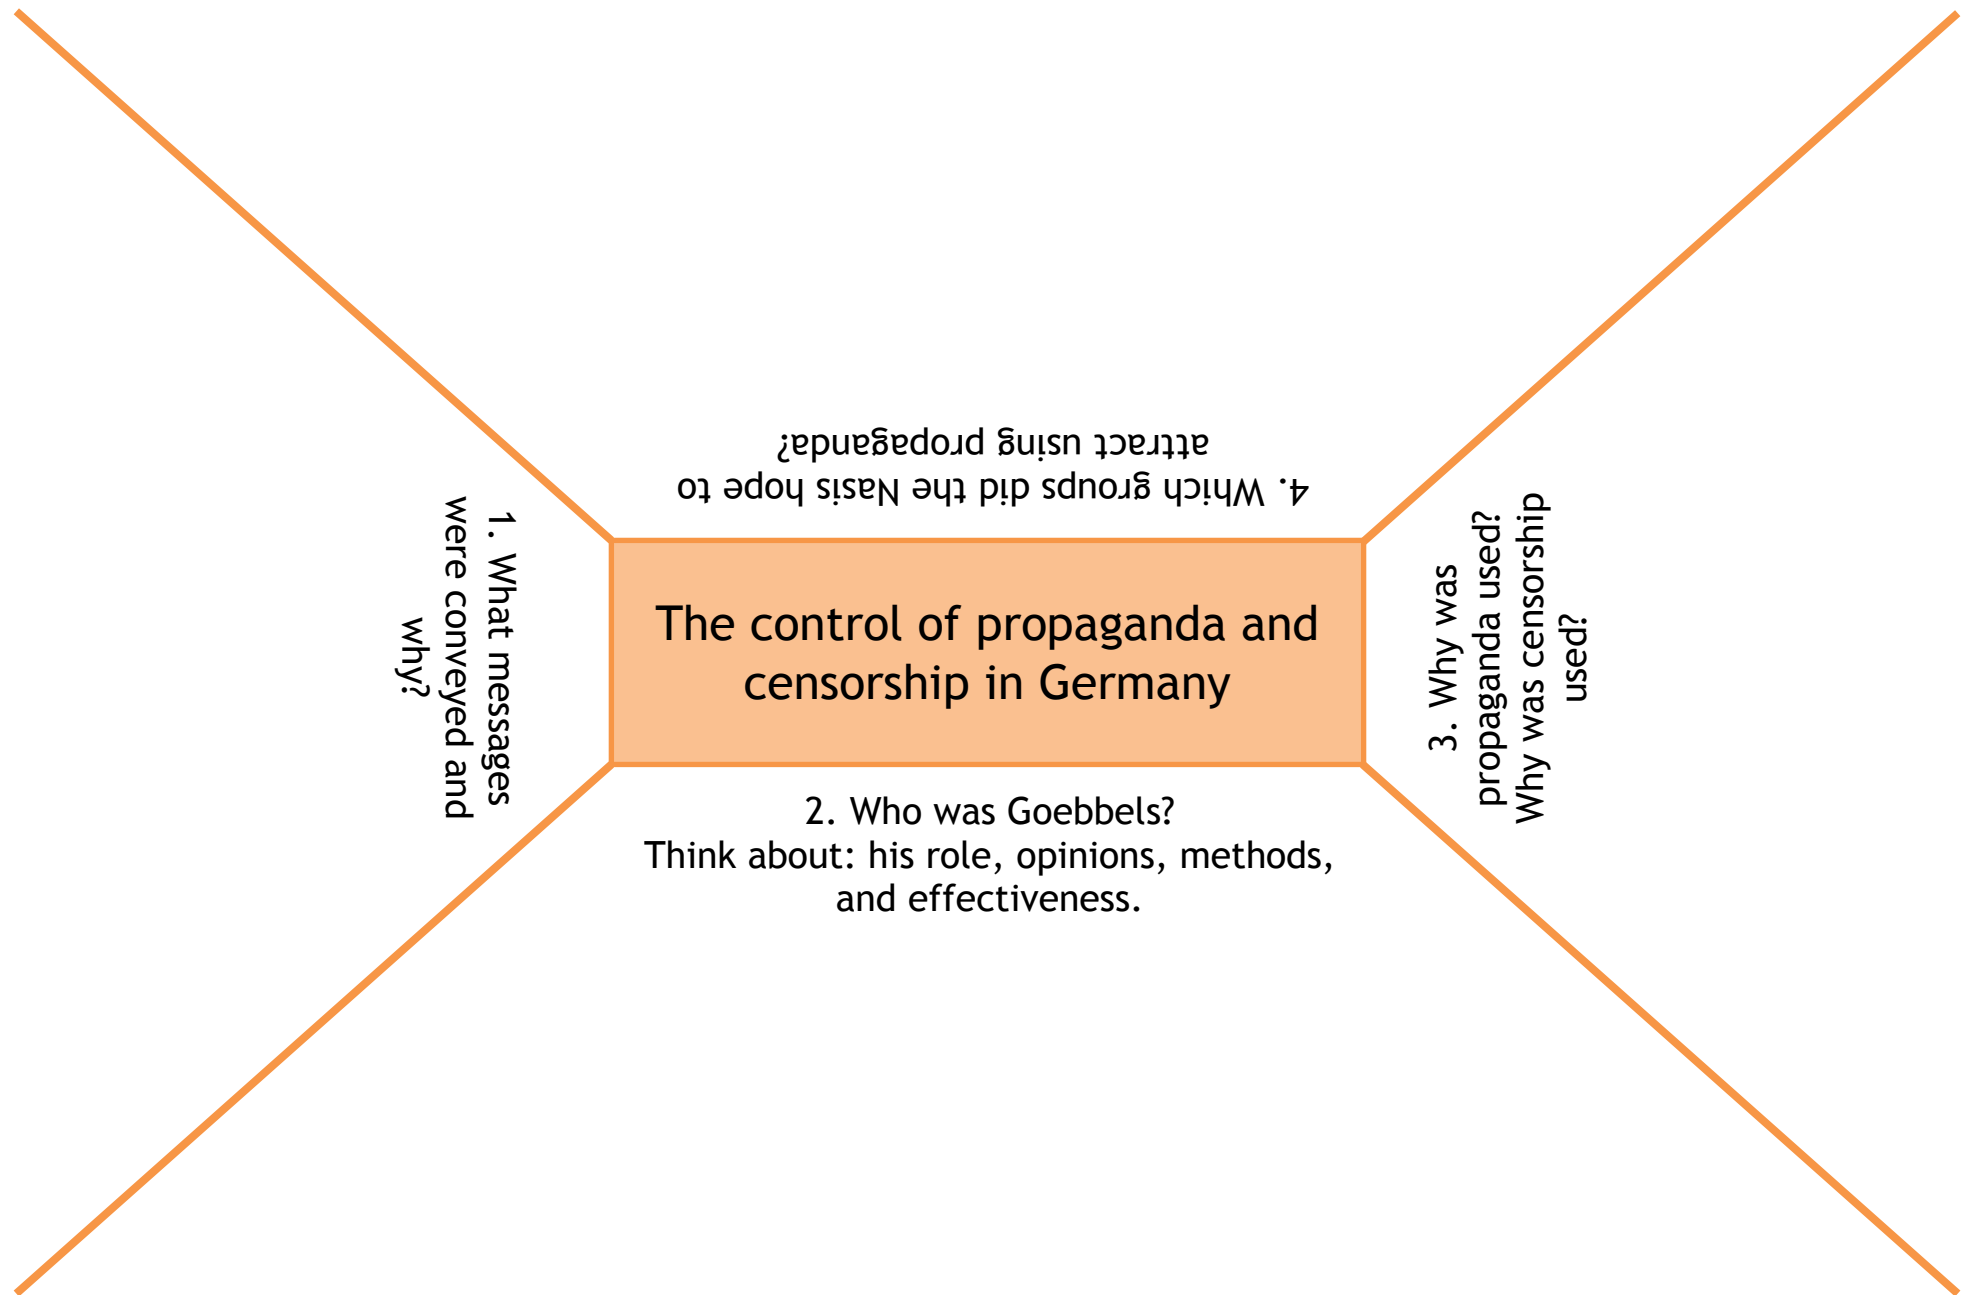 The control of propaganda and
censorship in Germany
1. What messages
were conveyed and
why?
2. Who was Goebbels?
Think about: his role, opinions, methods,
and effectiveness.
3. Why was
propaganda used?
Why was censorship
used?
4. Which groups did the Nasis hope to
attract using propaganda?